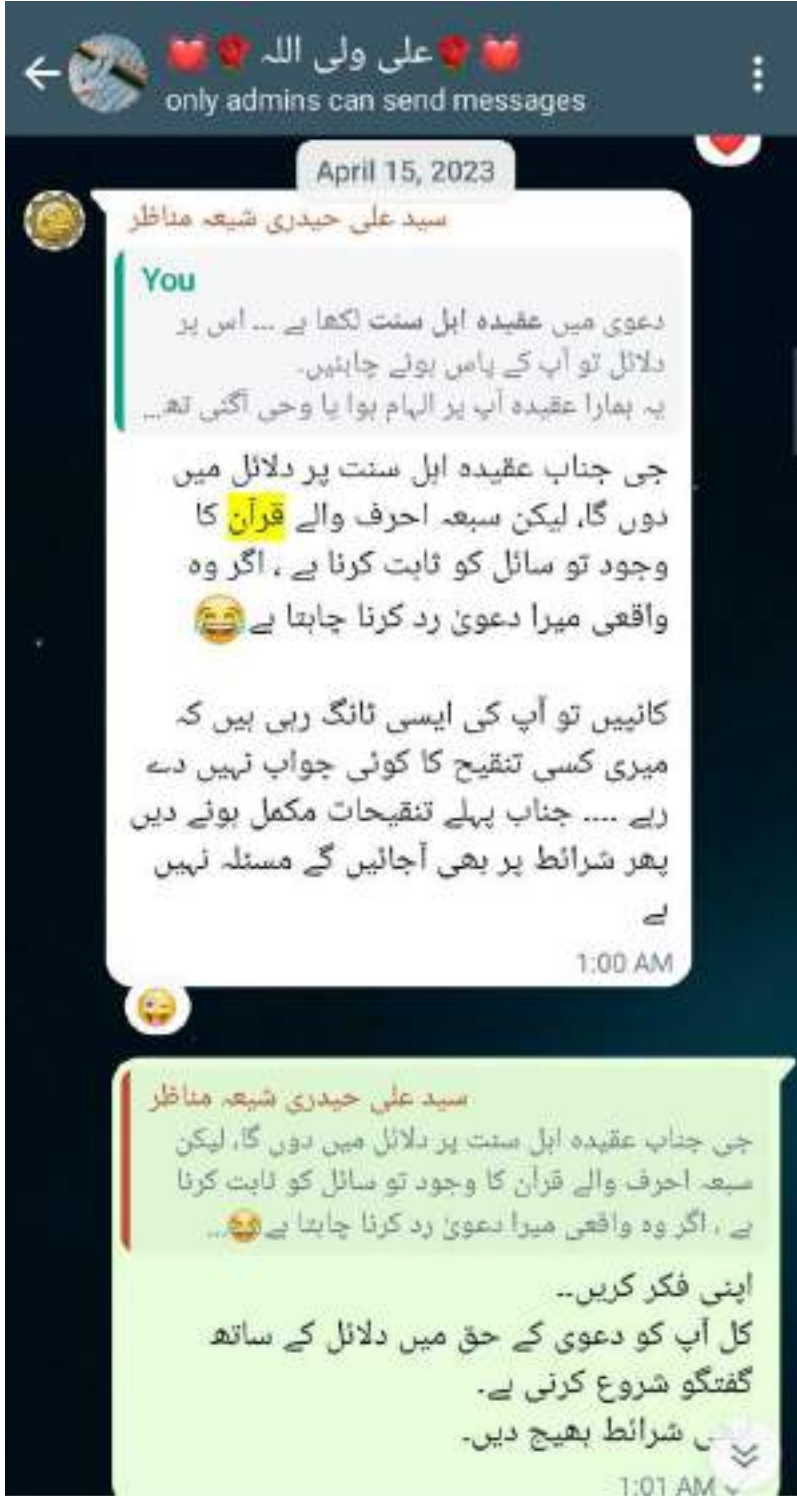 علی ولی اللہ
only admins can send messages
April 15, 2023
سید علی حیدری شیعہ مناظر
You
دعوی میں عقیدہ اہل سنت لکھا ہے ... اس پر
دلائل تو آپ کے پاس ہونے چاہئیں۔
یہ ہمارا عقیدہ آپ پر الہام ہوا یا وحی آگئی تھ...
جی جناب عقیدہ اہل سنت پر دلائل میں
دوں گا، لیکن سبعہ احرف والے قرآن کا
وجود تو سائل کو ثابت کرنا ہے ، اگر وہ
واقعی میرا دعویٰ رد کرنا چاہتا ہے😂
کانپیں تو آپ کی ایسی ٹانگ رہی ہیں کہ
میری کسی تنقیح کا کوئی جواب نہیں دے
رہے .... جناب پہلے تنقیحات مکمل ہونے دیں
پھر شرائط پر بھی آجائیں گے مسئلہ نہیں
ہے
1:00 AM
سید علی حیدری شیعہ مناظر
جی جناب عقیدہ اہل سنت پر دلائل میں دوں گا، لیکن
سبعہ احرف والے قرآن کا وجود تو سائل کو ثابت کرنا
ہے ، اگر وہ واقعی میرا دعویٰ رد کرنا چاہتا ہے😂...
اپنی فکر کریں..
کل آپ کو دعوی کے حق میں دلائل کے ساتھ
گفتگو شروع کرنی ہے۔
شرائط بھیج دیں۔
1:01 AM